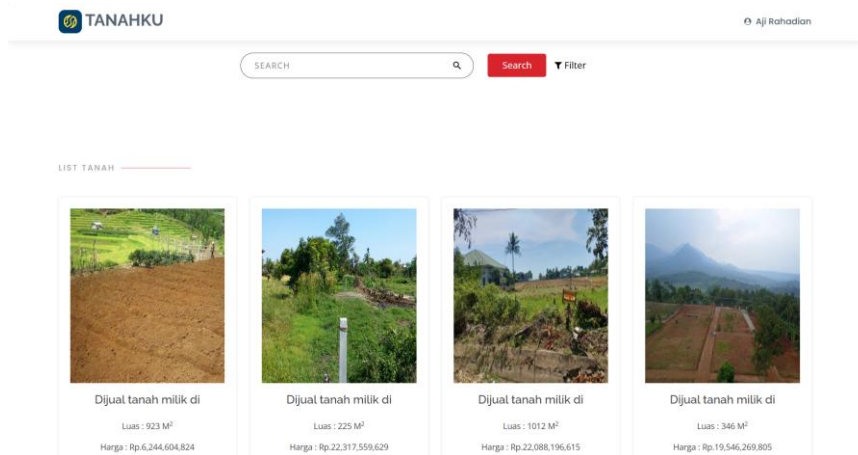 TANAHKU
Aji Rahadian
SEARCH
Search
Filter
LIST TANAH
Dijual tanah milik di
Luas : 923 M²
Harga : Rp.6,244,604,824
Dijual tanah milik di
Luas : 225 M²
Harga : Rp.22,317,559,629
Dijual tanah milik di
Luas : 1012 M²
Harga : Rp.22,088,196,615
Dijual tanah milik di
Luas : 346 M²
Harga : Rp.19,546,269,805